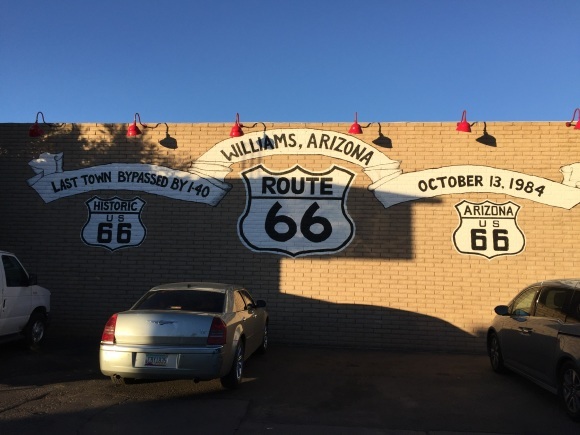 WILLIAMS, ARIZONA
LAST TOWN BYPASSED BY I-40
OCTOBER 13, 1984
HISTORIC
US
66
ROUTE
66
ARIZONA
US
66